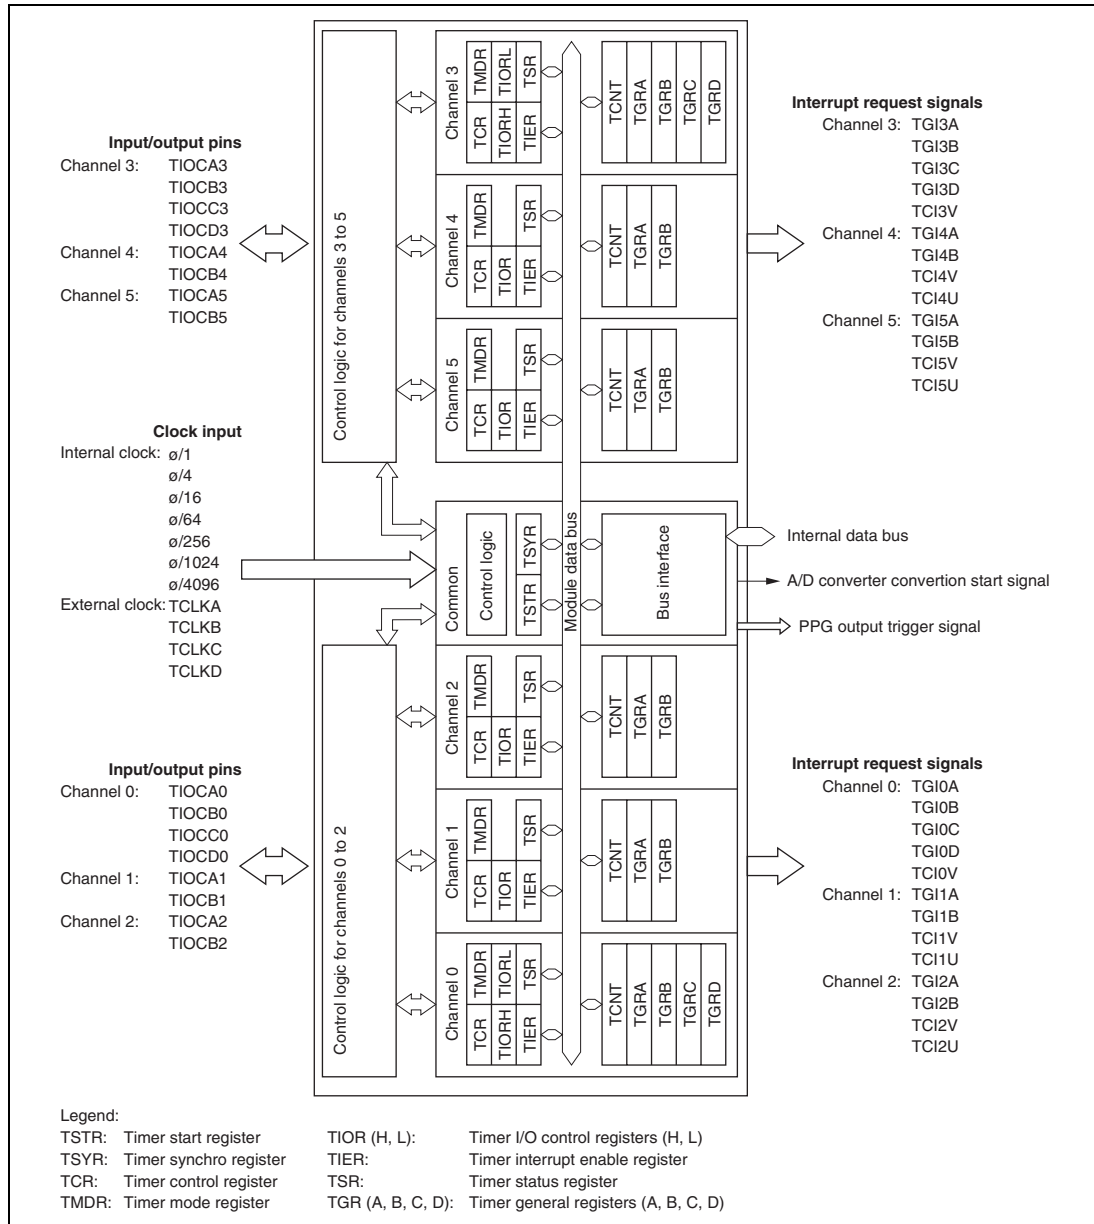 Input/output pins
Channel 3: TIOCA3
TIOCB3
TIOCC3
TIOCD3
Channel 4: TIOCA4
TIOCB4
Channel 5: TIOCA5
TIOCB5
Clock input
Internal clock: ø/1
ø/4
ø/16
ø/64
ø/256
ø/1024
ø/4096
External clock: TCLKA
TCLKB
TCLKC
TCLKD
Input/output pins
Channel 0: TIOCA0
TIOCB0
TIOCC0
TIOCD0
Channel 1: TIOCA1
TIOCB1
Channel 2: TIOCA2
TIOCB2
Control logic for channels 3 to 5
Control logic for channels 0 to 2
Channel 3
TCR TMDR
TIORH TIORL
TIER TSR
TCNT
TGRA
TGRB
TGRC
TGRD
Channel 4
TCR TMDR
TIOR
TIER TSR
TCNT
TGRA
TGRB
Channel 5
TCR TMDR
TIOR
TIER TSR
TCNT
TGRA
TGRB
Common
Control logic
TSTR TSYR
Module data bus
Bus interface
Channel 2
TCR TMDR
TIOR
TIER TSR
TCNT
TGRA
TGRB
Channel 1
TCR TMDR
TIOR
TIER TSR
TCNT
TGRA
TGRB
Channel 0
TCR TMDR
TIORH TIORL
TIER TSR
TCNT
TGRA
TGRB
TGRC
TGRD
Interrupt request signals
Channel 3: TGI3A
TGI3B
TGI3C
TGI3D
TCI3V
Channel 4: TGI4A
TGI4B
TCI4V
TCI4U
Channel 5: TGI5A
TGI5B
TCI5V
TCI5U
Internal data bus
A/D converter convertion start signal
PPG output trigger signal
Interrupt request signals
Channel 0: TGI0A
TGI0B
TGI0C
TGI0D
TCI0V
Channel 1: TGI1A
TGI1B
TCI1V
TCI1U
Channel 2: TGI2A
TGI2B
TCI2V
TCI2U
Legend:
TSTR: Timer start register TIOR (H, L): Timer I/O control registers (H, L)
TSYR: Timer synchro register TIER: Timer interrupt enable register
TCR: Timer control register TSR: Timer status register
TMDR: Timer mode register TGR (A, B, C, D): Timer general registers (A, B, C, D)